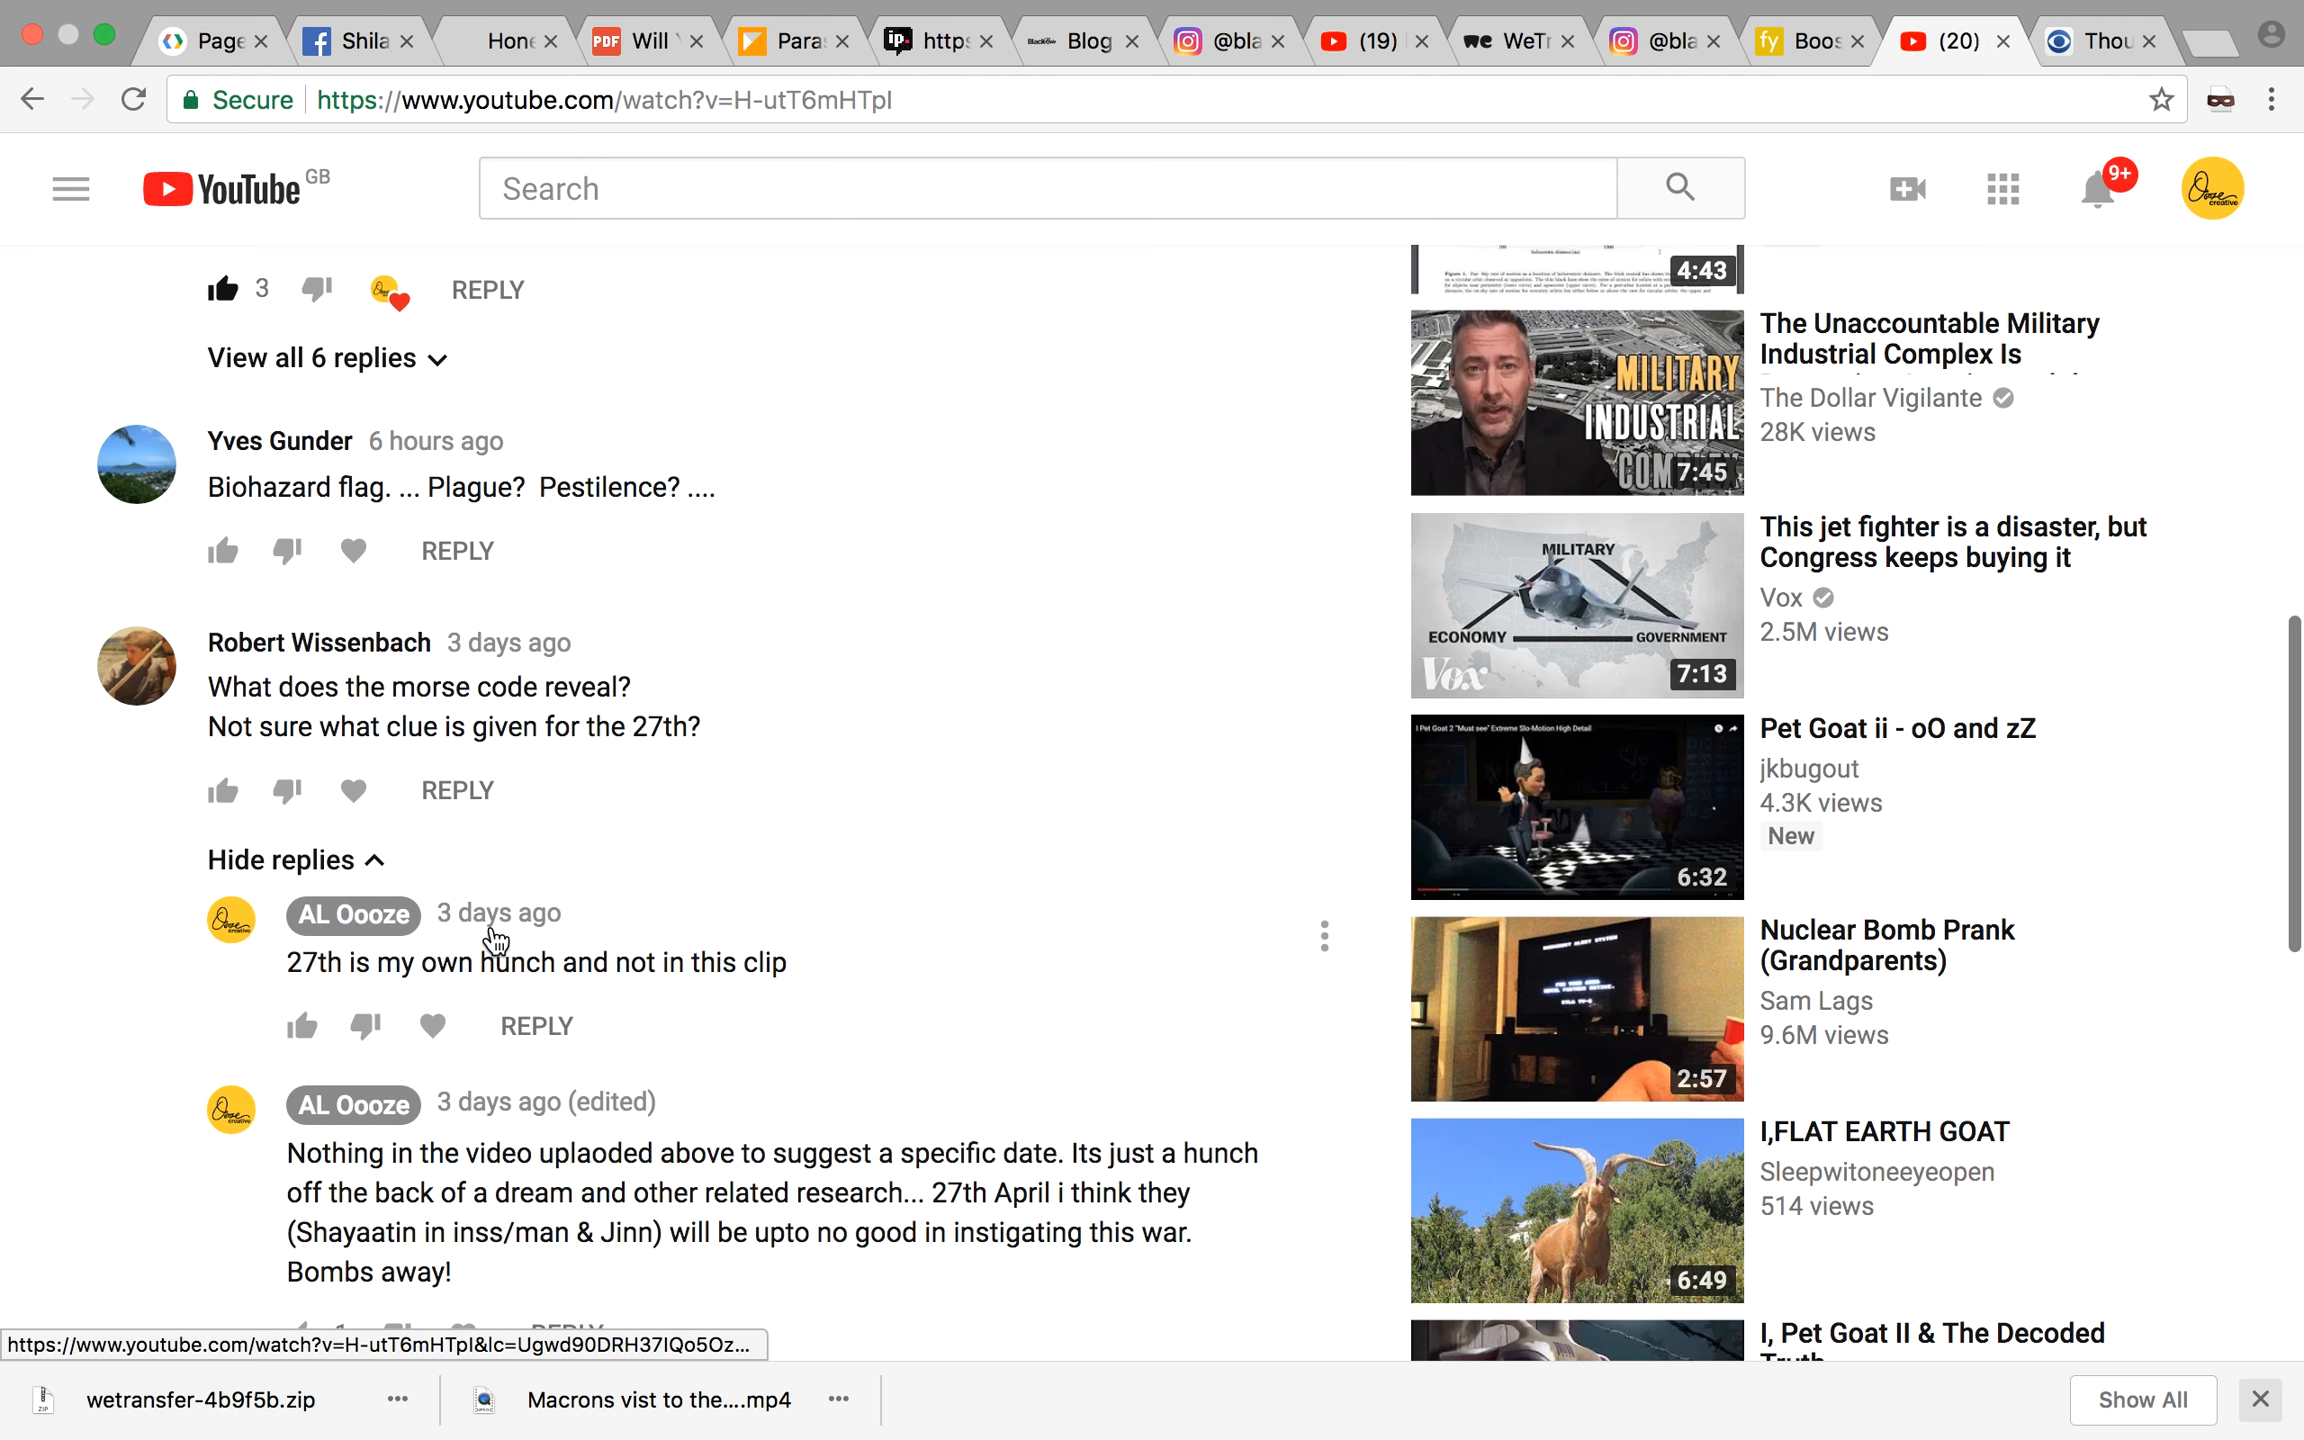 Page
Shila
Hone
PDF Will
Para
ip. https
Blog
@bla
(19)
we WeTr
@bla
fy Boos
(20)
Thou
Secure https://www.youtube.com/watch?v=H-utT6mHTpI
YouTube GB
Search
9+
Oooze creative
3
REPLY
View all 6 replies
Yves Gunder 6 hours ago
Biohazard flag. ... Plague? Pestilence? ....
REPLY
Robert Wissenbach 3 days ago
What does the morse code reveal?
Not sure what clue is given for the 27th?
REPLY
Hide replies
AL Oooze 3 days ago
27th is my own hunch and not in this clip
REPLY
AL Oooze 3 days ago (edited)
Nothing in the video uplaoded above to suggest a specific date. Its just a hunch
off the back of a dream and other related research... 27th April i think they
(Shayaatin in inss/man & Jinn) will be upto no good in instigating this war.
Bombs away!
REPLY
4:43
MILITARY
INDUSTRIAL
COMPLEX
7:45
The Unaccountable Military
Industrial Complex Is
The Dollar Vigilante
28K views
MILITARY
ECONOMY
GOVERNMENT
Vox
7:13
This jet fighter is a disaster, but
Congress keeps buying it
Vox
2.5M views
I Pet Goat 2 "Must see" Extreme Slo-Motion High Detail
6:32
Pet Goat ii - oO and zZ
jkbugout
4.3K views
New
2:57
Nuclear Bomb Prank
(Grandparents)
Sam Lags
9.6M views
6:49
I,FLAT EARTH GOAT
Sleepwitoneeyeopen
514 views
I, Pet Goat II & The Decoded
Truth
https://www.youtube.com/watch?v=H-utT6mHTpI&lc=Ugwd90DRH37IQo5Oz...
wetransfer-4b9f5b.zip
Macrons vist to the....mp4
Show All